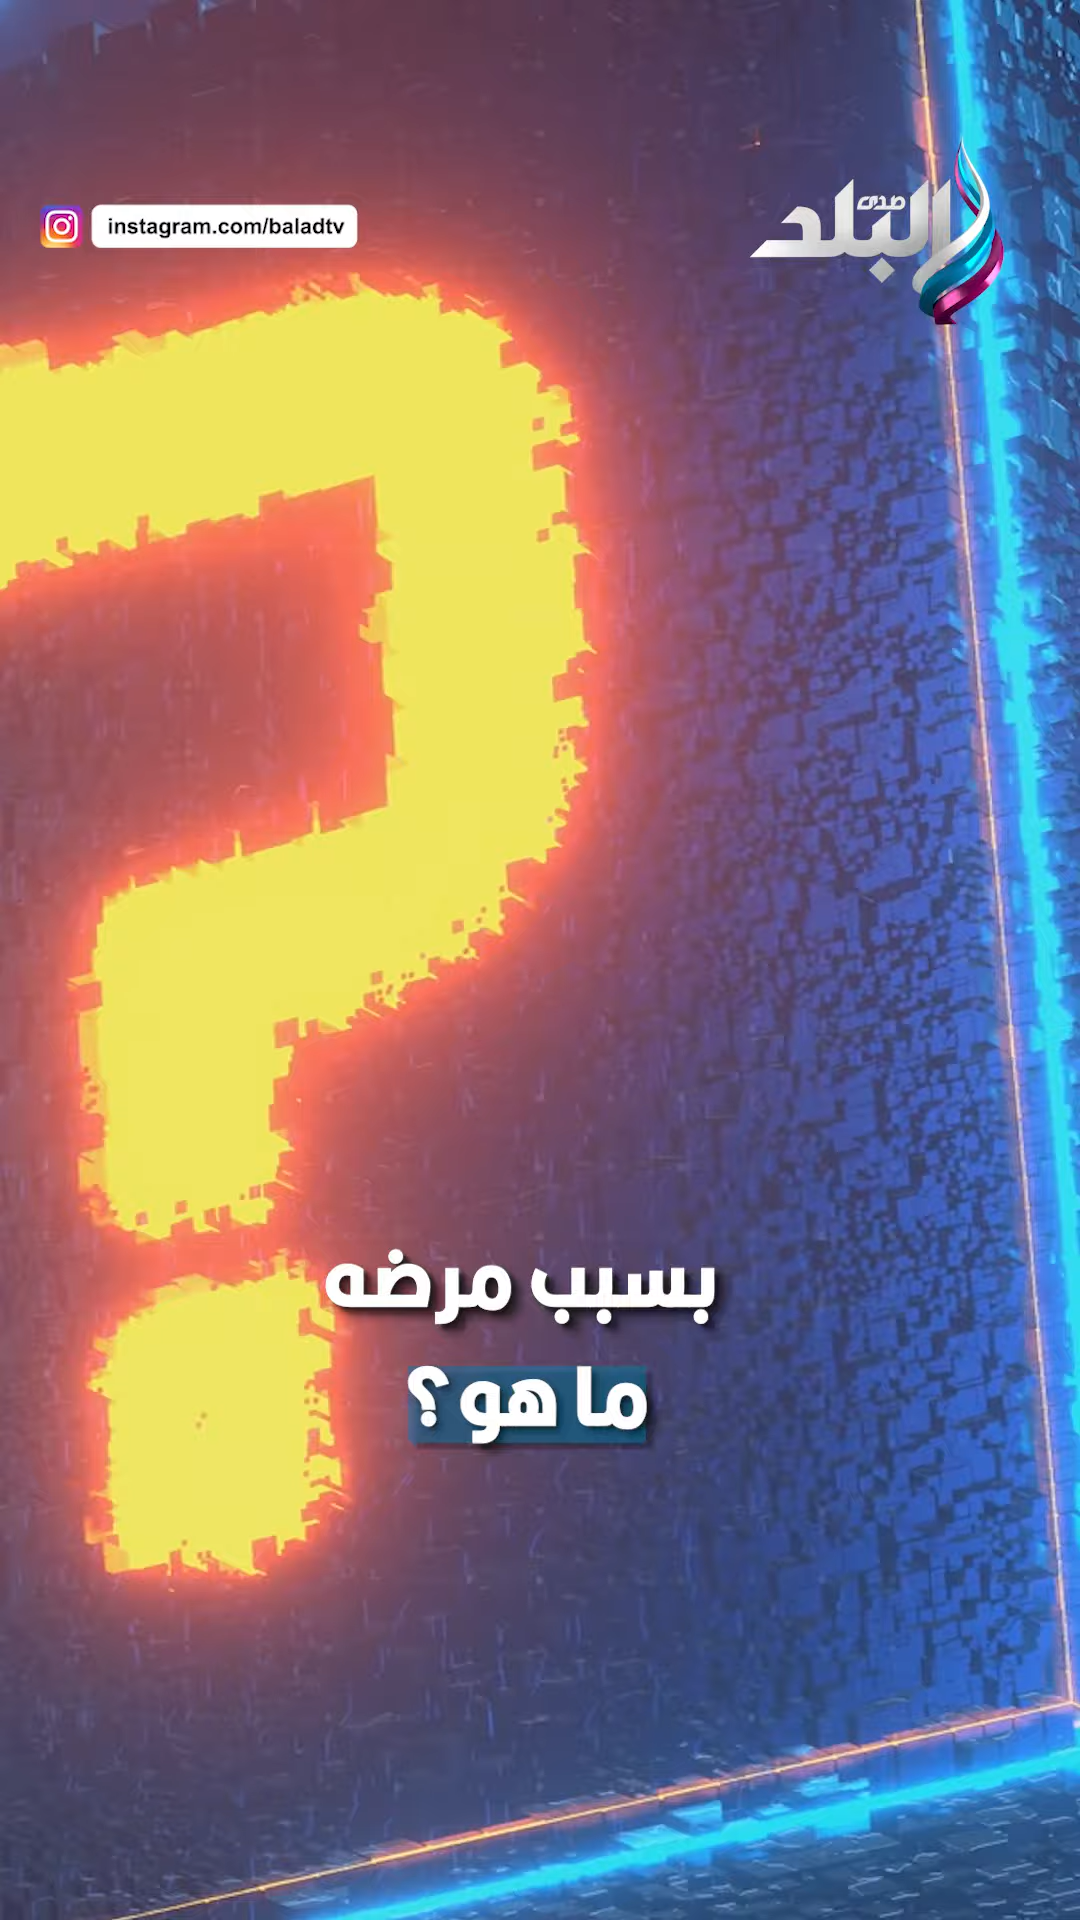 instagram.com/baladtv
صدى
البلد
بسبب مرضه
ما هو ؟